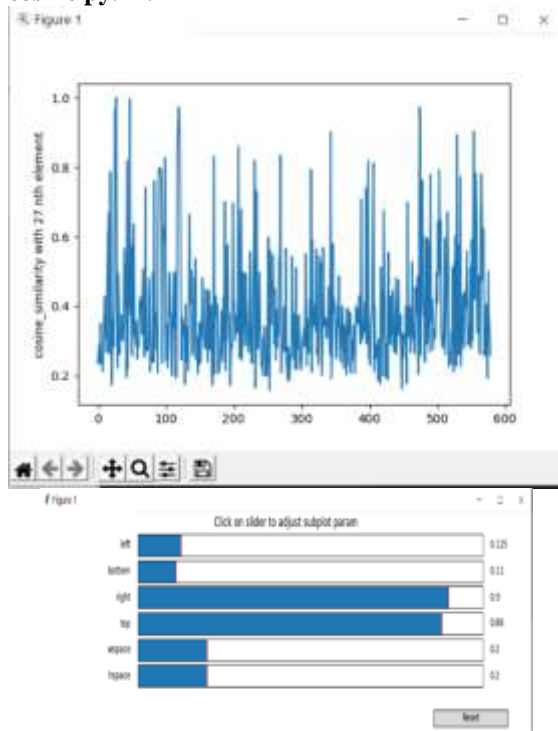 Figure 1
1.0
0.8
0.6
0.4
0.2
cosine_similarity with 27 nth element
0 100 200 300 400 500 600
Figure 1
Click on slider to adjust subplot param
left 0.125
bottom 0.11
right 0.9
top 0.88
wspace 0.2
hspace 0.2
Reset